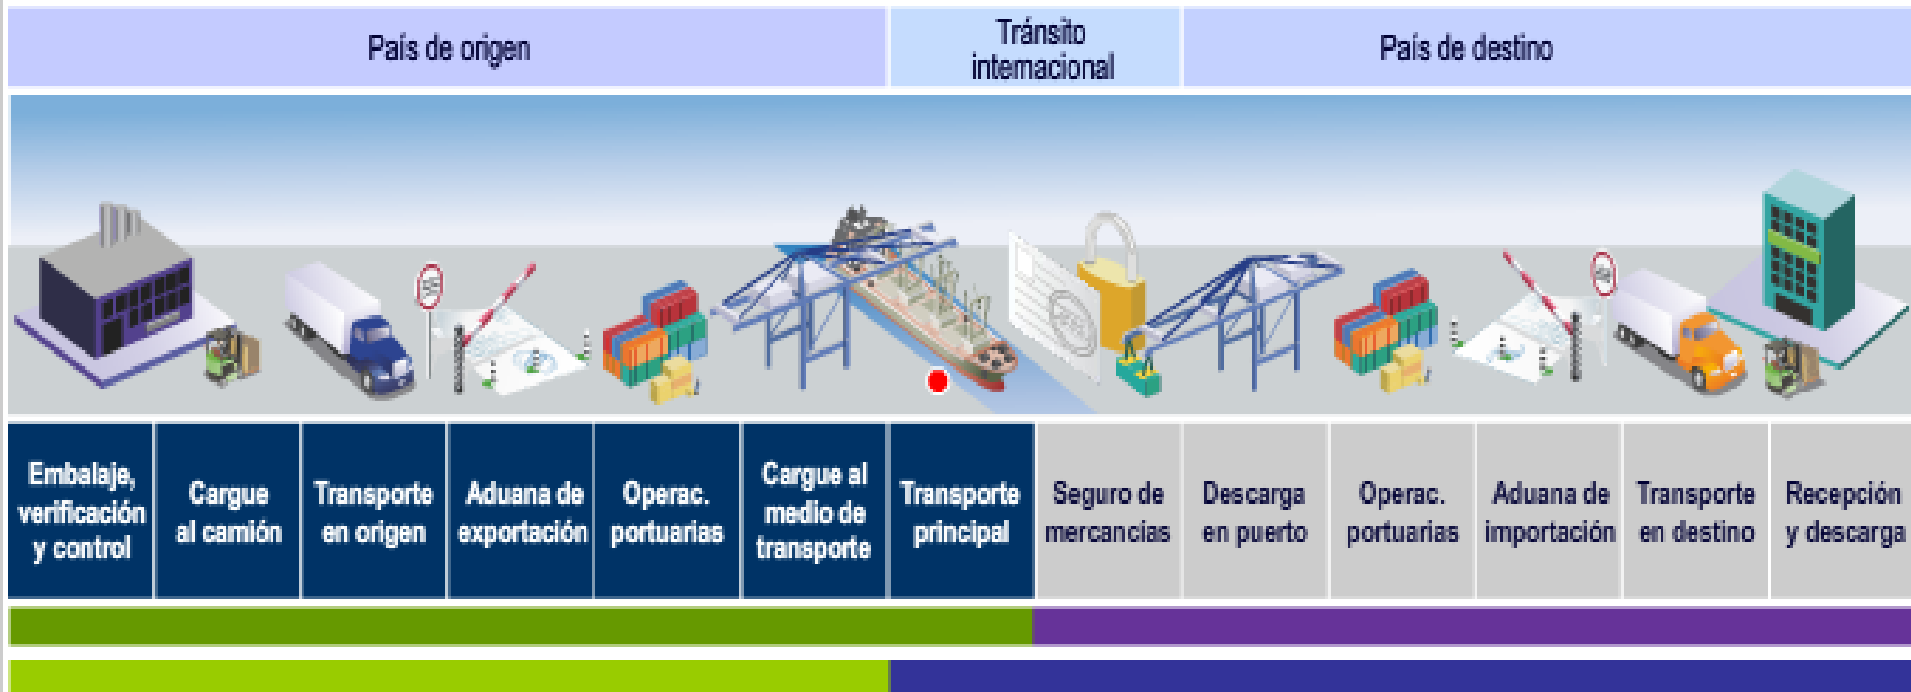 País de origen
Tránsito
internacional
País de destino
Embalaje,
verificación
y control
Cargue
al camión
Transporte
en origen
Aduana de
exportación
Operac.
portuarias
Cargue al
medio de
transporte
Transporte
principal
Seguro de
mercancias
Descarga
en puerto
Operac.
portuarias
Aduana de
importación
Transporte
en destino
Recepción
y descarga